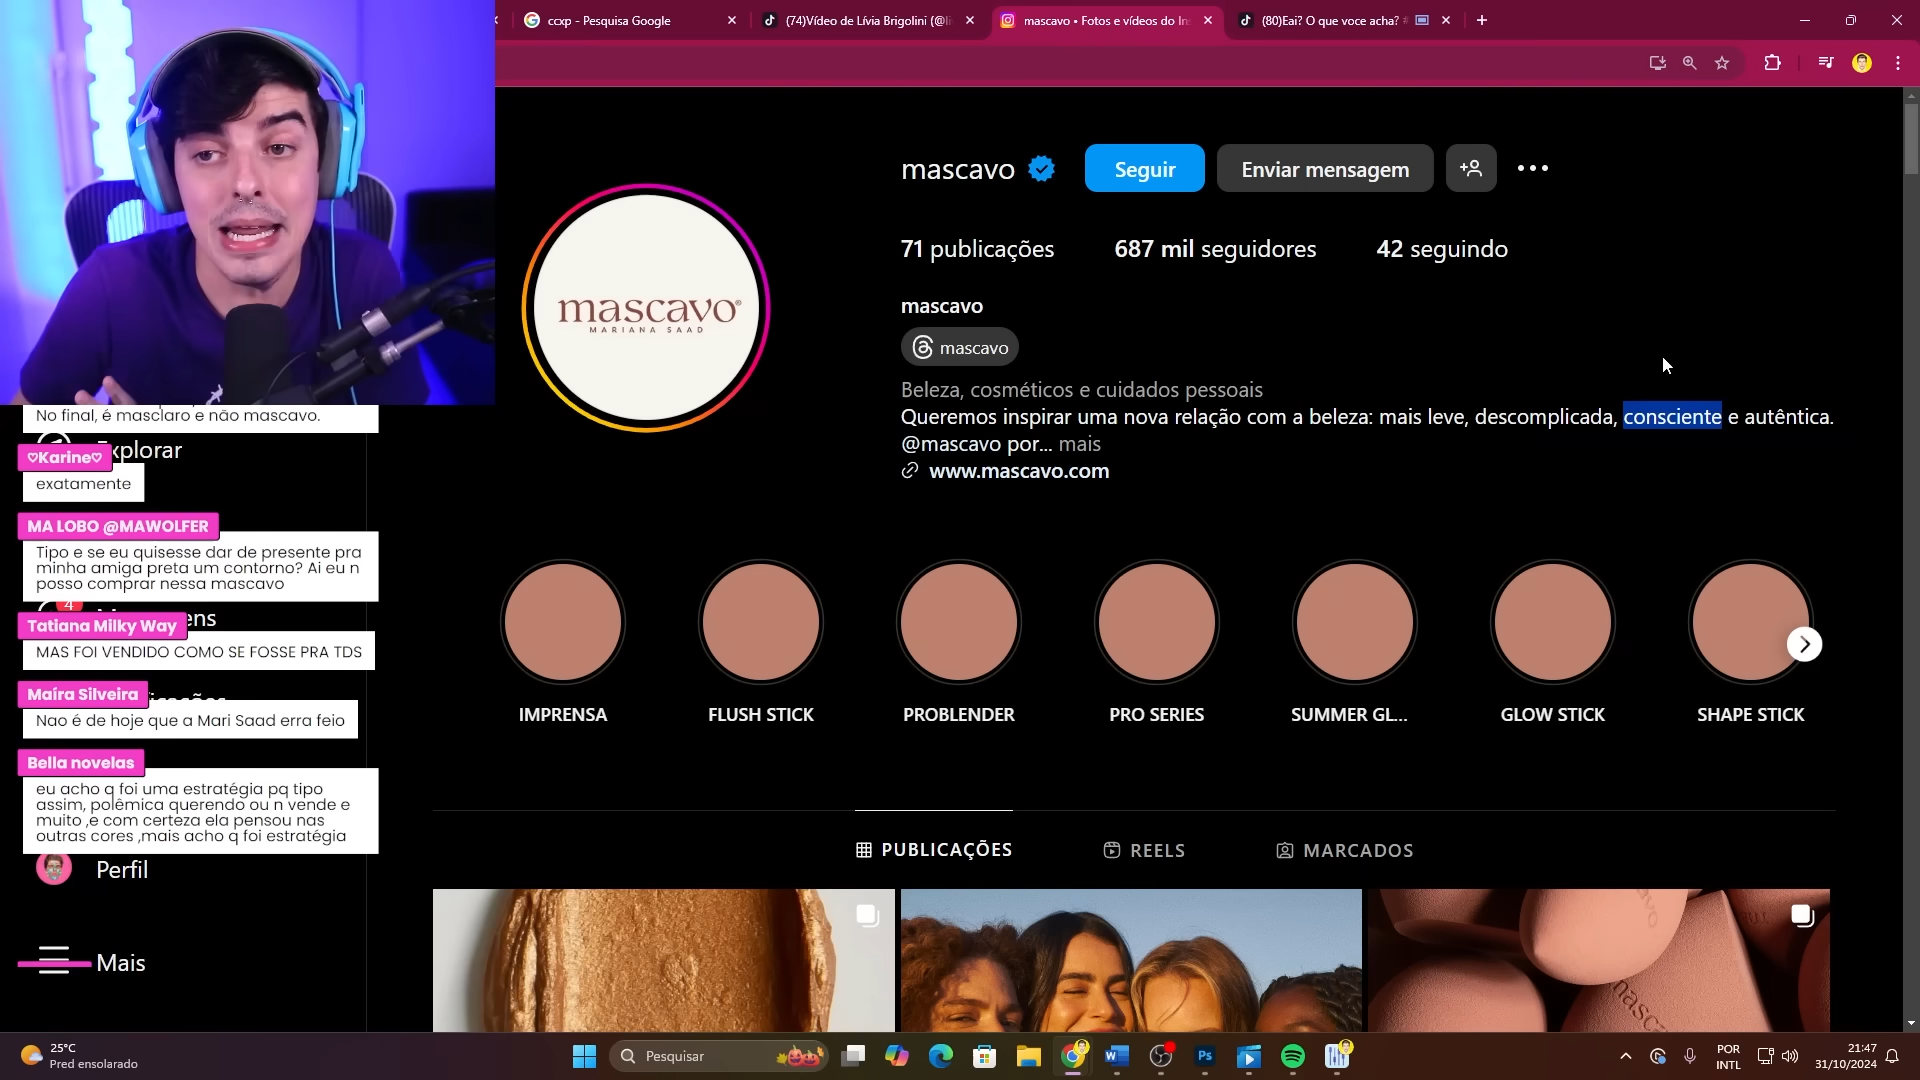 ccxp - Pesquisa Google
(74)Vídeo de Lívia Brigolini (@li
mascavo • Fotos e vídeos do In
(80)Eai? O que voce acha? #
mascavo
Seguir
Enviar mensagem
71 publicações
687 mil seguidores
42 seguindo
mascavo
mascavo
Beleza, cosméticos e cuidados pessoais
Queremos inspirar uma nova relação com a beleza: mais leve, descomplicada, consciente e autêntica.
@mascavo por... mais
www.mascavo.com
mascavo®
MARIANA SAAD
IMPRENSA
FLUSH STICK
PROBLENDER
PRO SERIES
SUMMER GL...
GLOW STICK
SHAPE STICK
PUBLICAÇÕES
REELS
MARCADOS
No final, é masclaro e não mascavo.
Explorar
♡Karine♡
exatamente
MA LOBO @MAWOLFER
Tipo e se eu quisesse dar de presente pra
minha amiga preta um contorno? Ai eu n
posso comprar nessa mascavo
4
Tatiana Milky Way
MAS FOI VENDIDO COMO SE FOSSE PRA TDS
Maíra Silveira
Nao é de hoje que a Mari Saad erra feio
Bella novelas
eu acho q foi uma estratégia pq tipo
assim, polêmica querendo ou n vende e
muito ,e com certeza ela pensou nas
outras cores ,mais acho q foi estratégia
Perfil
Mais
25°C
Pred ensolarado
Pesquisar
POR
INTL
21:47
31/10/2024